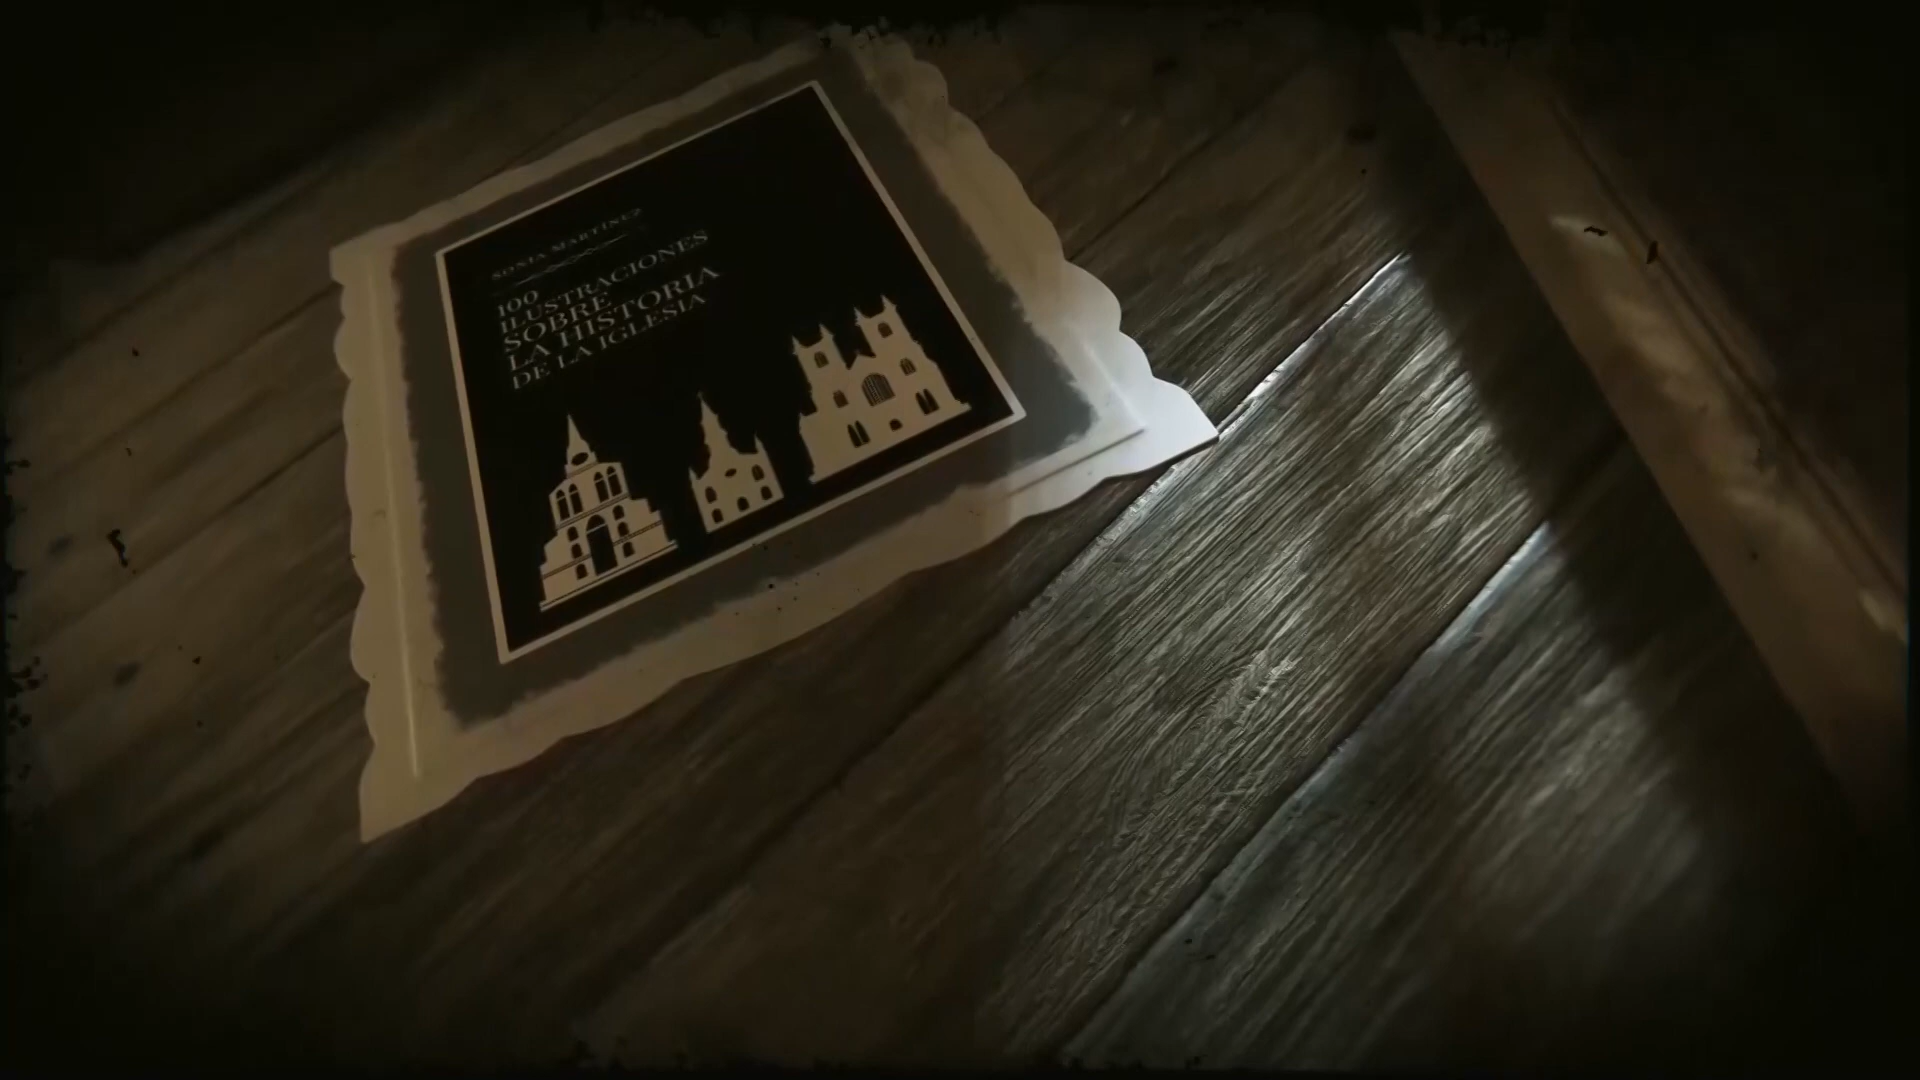 SONIA MARTINEZ
100
ILUSTRACIONES
SOBRE
LA HISTORIA
DE LA IGLESIA